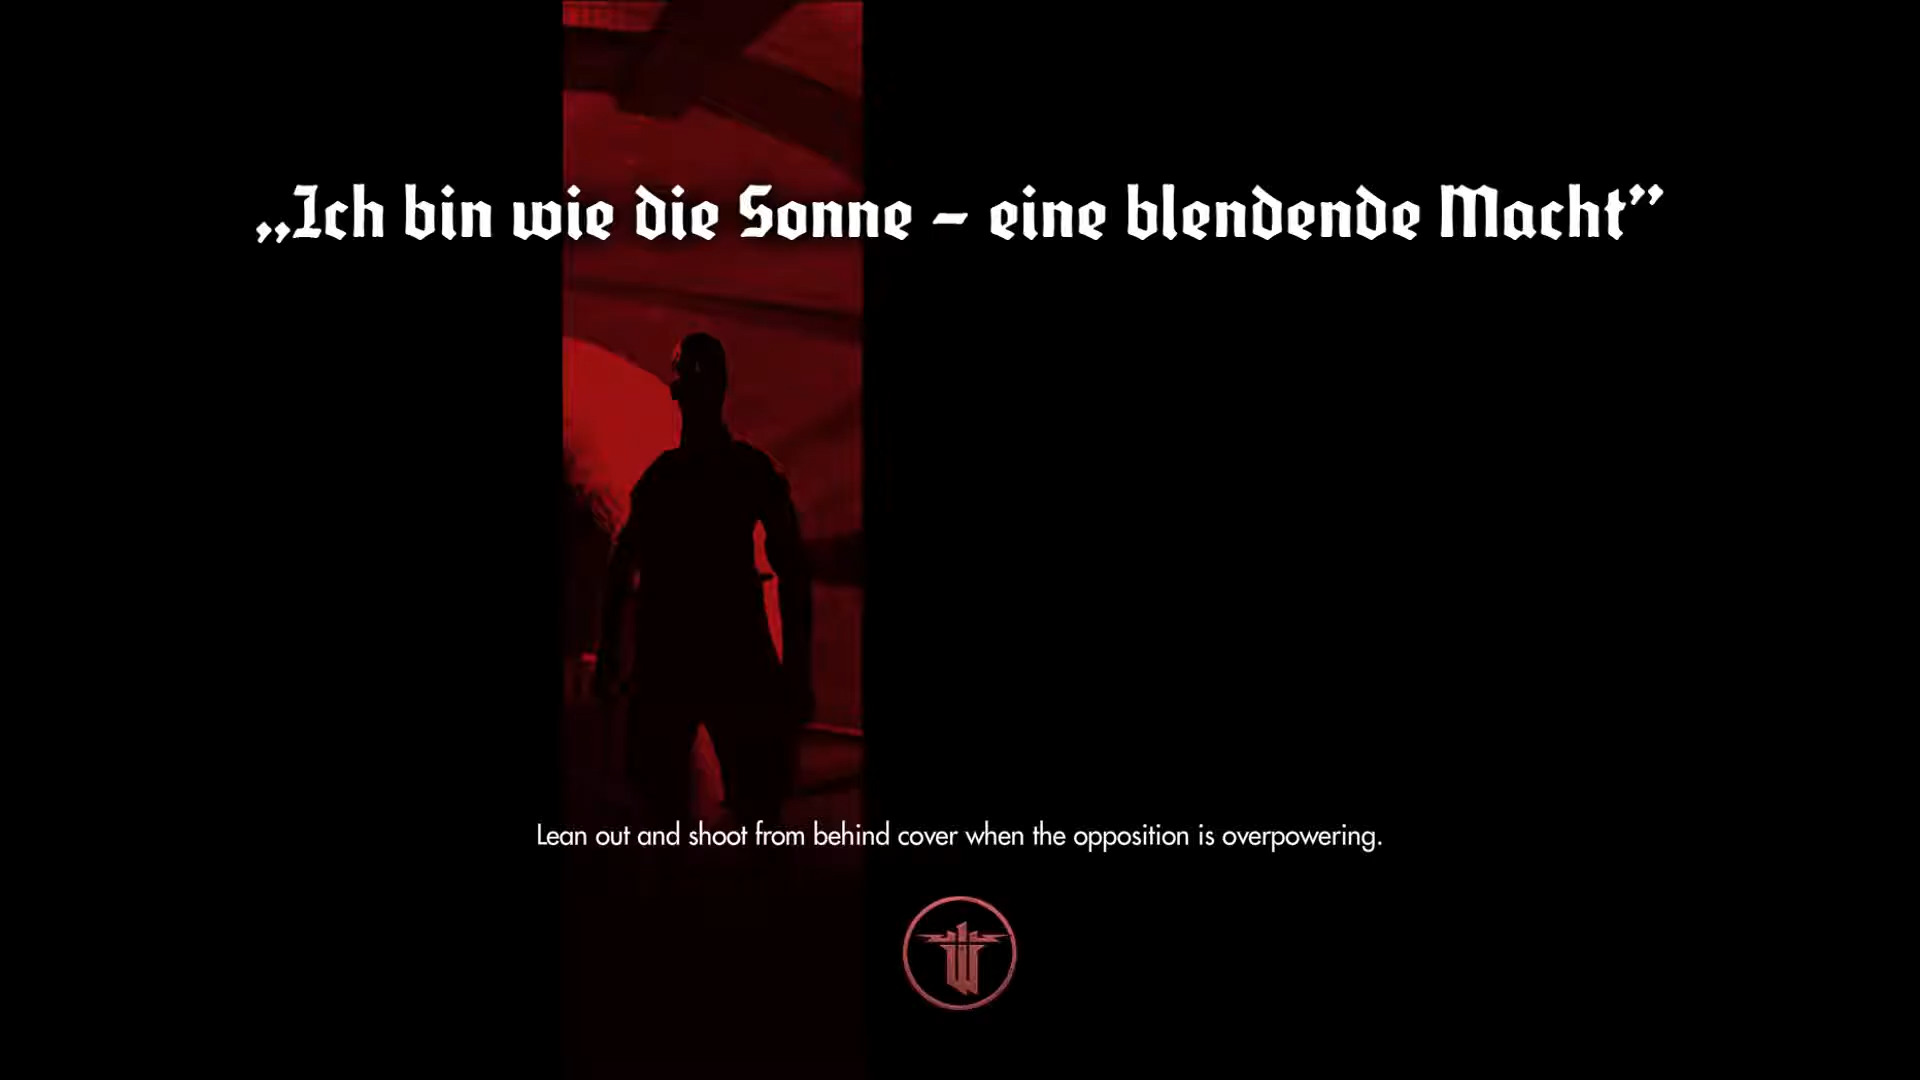 „Ich bin wie die Sonne – eine blendende Macht”
Lean out and shoot from behind cover when the opposition is overpowering.